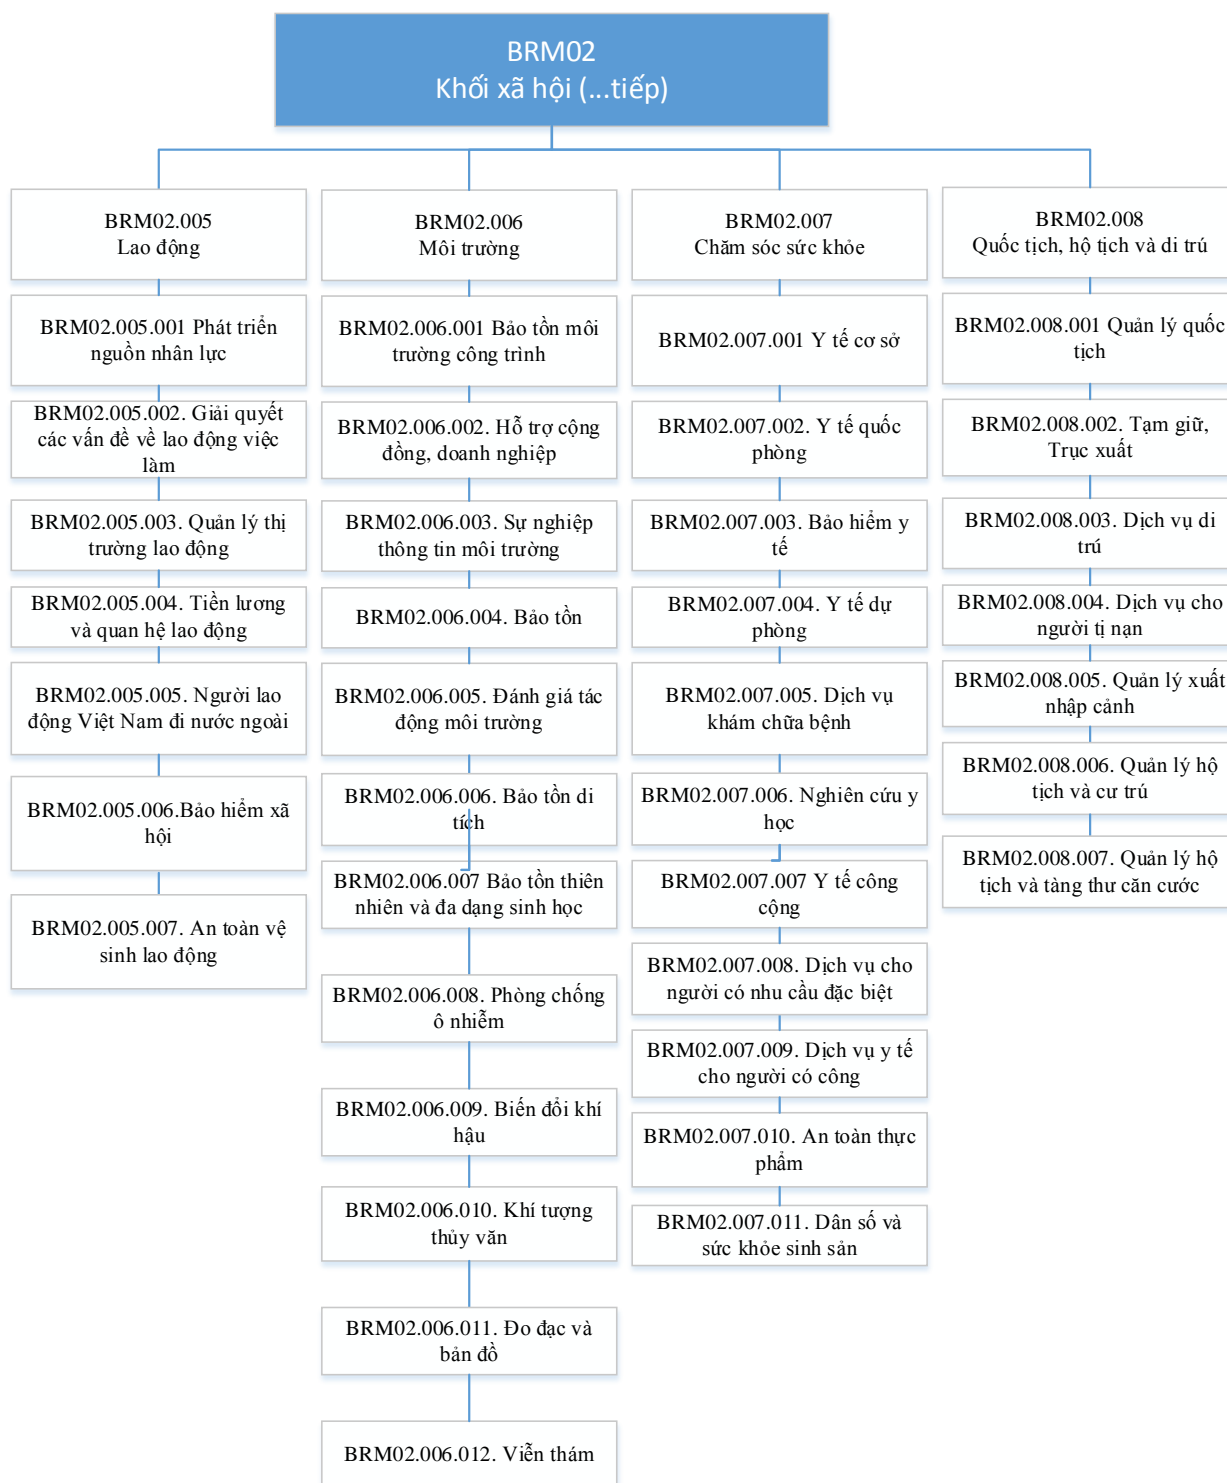 BRM02
Khối xã hội (...tiếp)
BRM02.005
Lao động
BRM02.005.001 Phát triển
nguồn nhân lực
BRM02.005.002. Giải quyết
các vấn đề về lao động việc
làm
BRM02.005.003. Quản lý thị
trường lao động
BRM02.005.004. Tiền lương
và quan hệ lao động
BRM02.005.005. Người lao
động Việt Nam đi nước ngoài
BRM02.005.006.Bảo hiểm xã
hội
BRM02.005.007. An toàn vệ
sinh lao động
BRM02.006
Môi trường
BRM02.006.001 Bảo tồn môi
trường công trình
BRM02.006.002. Hỗ trợ cộng
đồng, doanh nghiệp
BRM02.006.003. Sự nghiệp
thông tin môi trường
BRM02.006.004. Bảo tồn
BRM02.006.005. Đánh giá tác
động môi trường
BRM02.006.006. Bảo tồn di
tích
BRM02.006.007 Bảo tồn thiên
nhiên và đa dạng sinh học
BRM02.006.008. Phòng chống
ô nhiễm
BRM02.006.009. Biến đổi khí
hậu
BRM02.006.010. Khí tượng
thủy văn
BRM02.006.011. Đo đạc và
bản đồ
BRM02.006.012. Viễn thám
BRM02.007
Chăm sóc sức khỏe
BRM02.007.001 Y tế cơ sở
BRM02.007.002. Y tế quốc
phòng
BRM02.007.003. Bảo hiểm y
tế
BRM02.007.004. Y tế dự
phòng
BRM02.007.005. Dịch vụ
khám chữa bệnh
BRM02.007.006. Nghiên cứu y
học
BRM02.007.007 Y tế công
cộng
BRM02.007.008. Dịch vụ cho
người có nhu cầu đặc biệt
BRM02.007.009. Dịch vụ y tế
cho người có công
BRM02.007.010. An toàn thực
phẩm
BRM02.007.011. Dân số và
sức khỏe sinh sản
BRM02.008
Quốc tịch, hộ tịch và di trú
BRM02.008.001 Quản lý quốc
tịch
BRM02.008.002. Tạm giữ,
Trục xuất
BRM02.008.003. Dịch vụ di
trú
BRM02.008.004. Dịch vụ cho
người tị nạn
BRM02.008.005. Quản lý xuất
nhập cảnh
BRM02.008.006. Quản lý hộ
tịch và cư trú
BRM02.008.007. Quản lý hộ
tịch và tàng thư căn cước